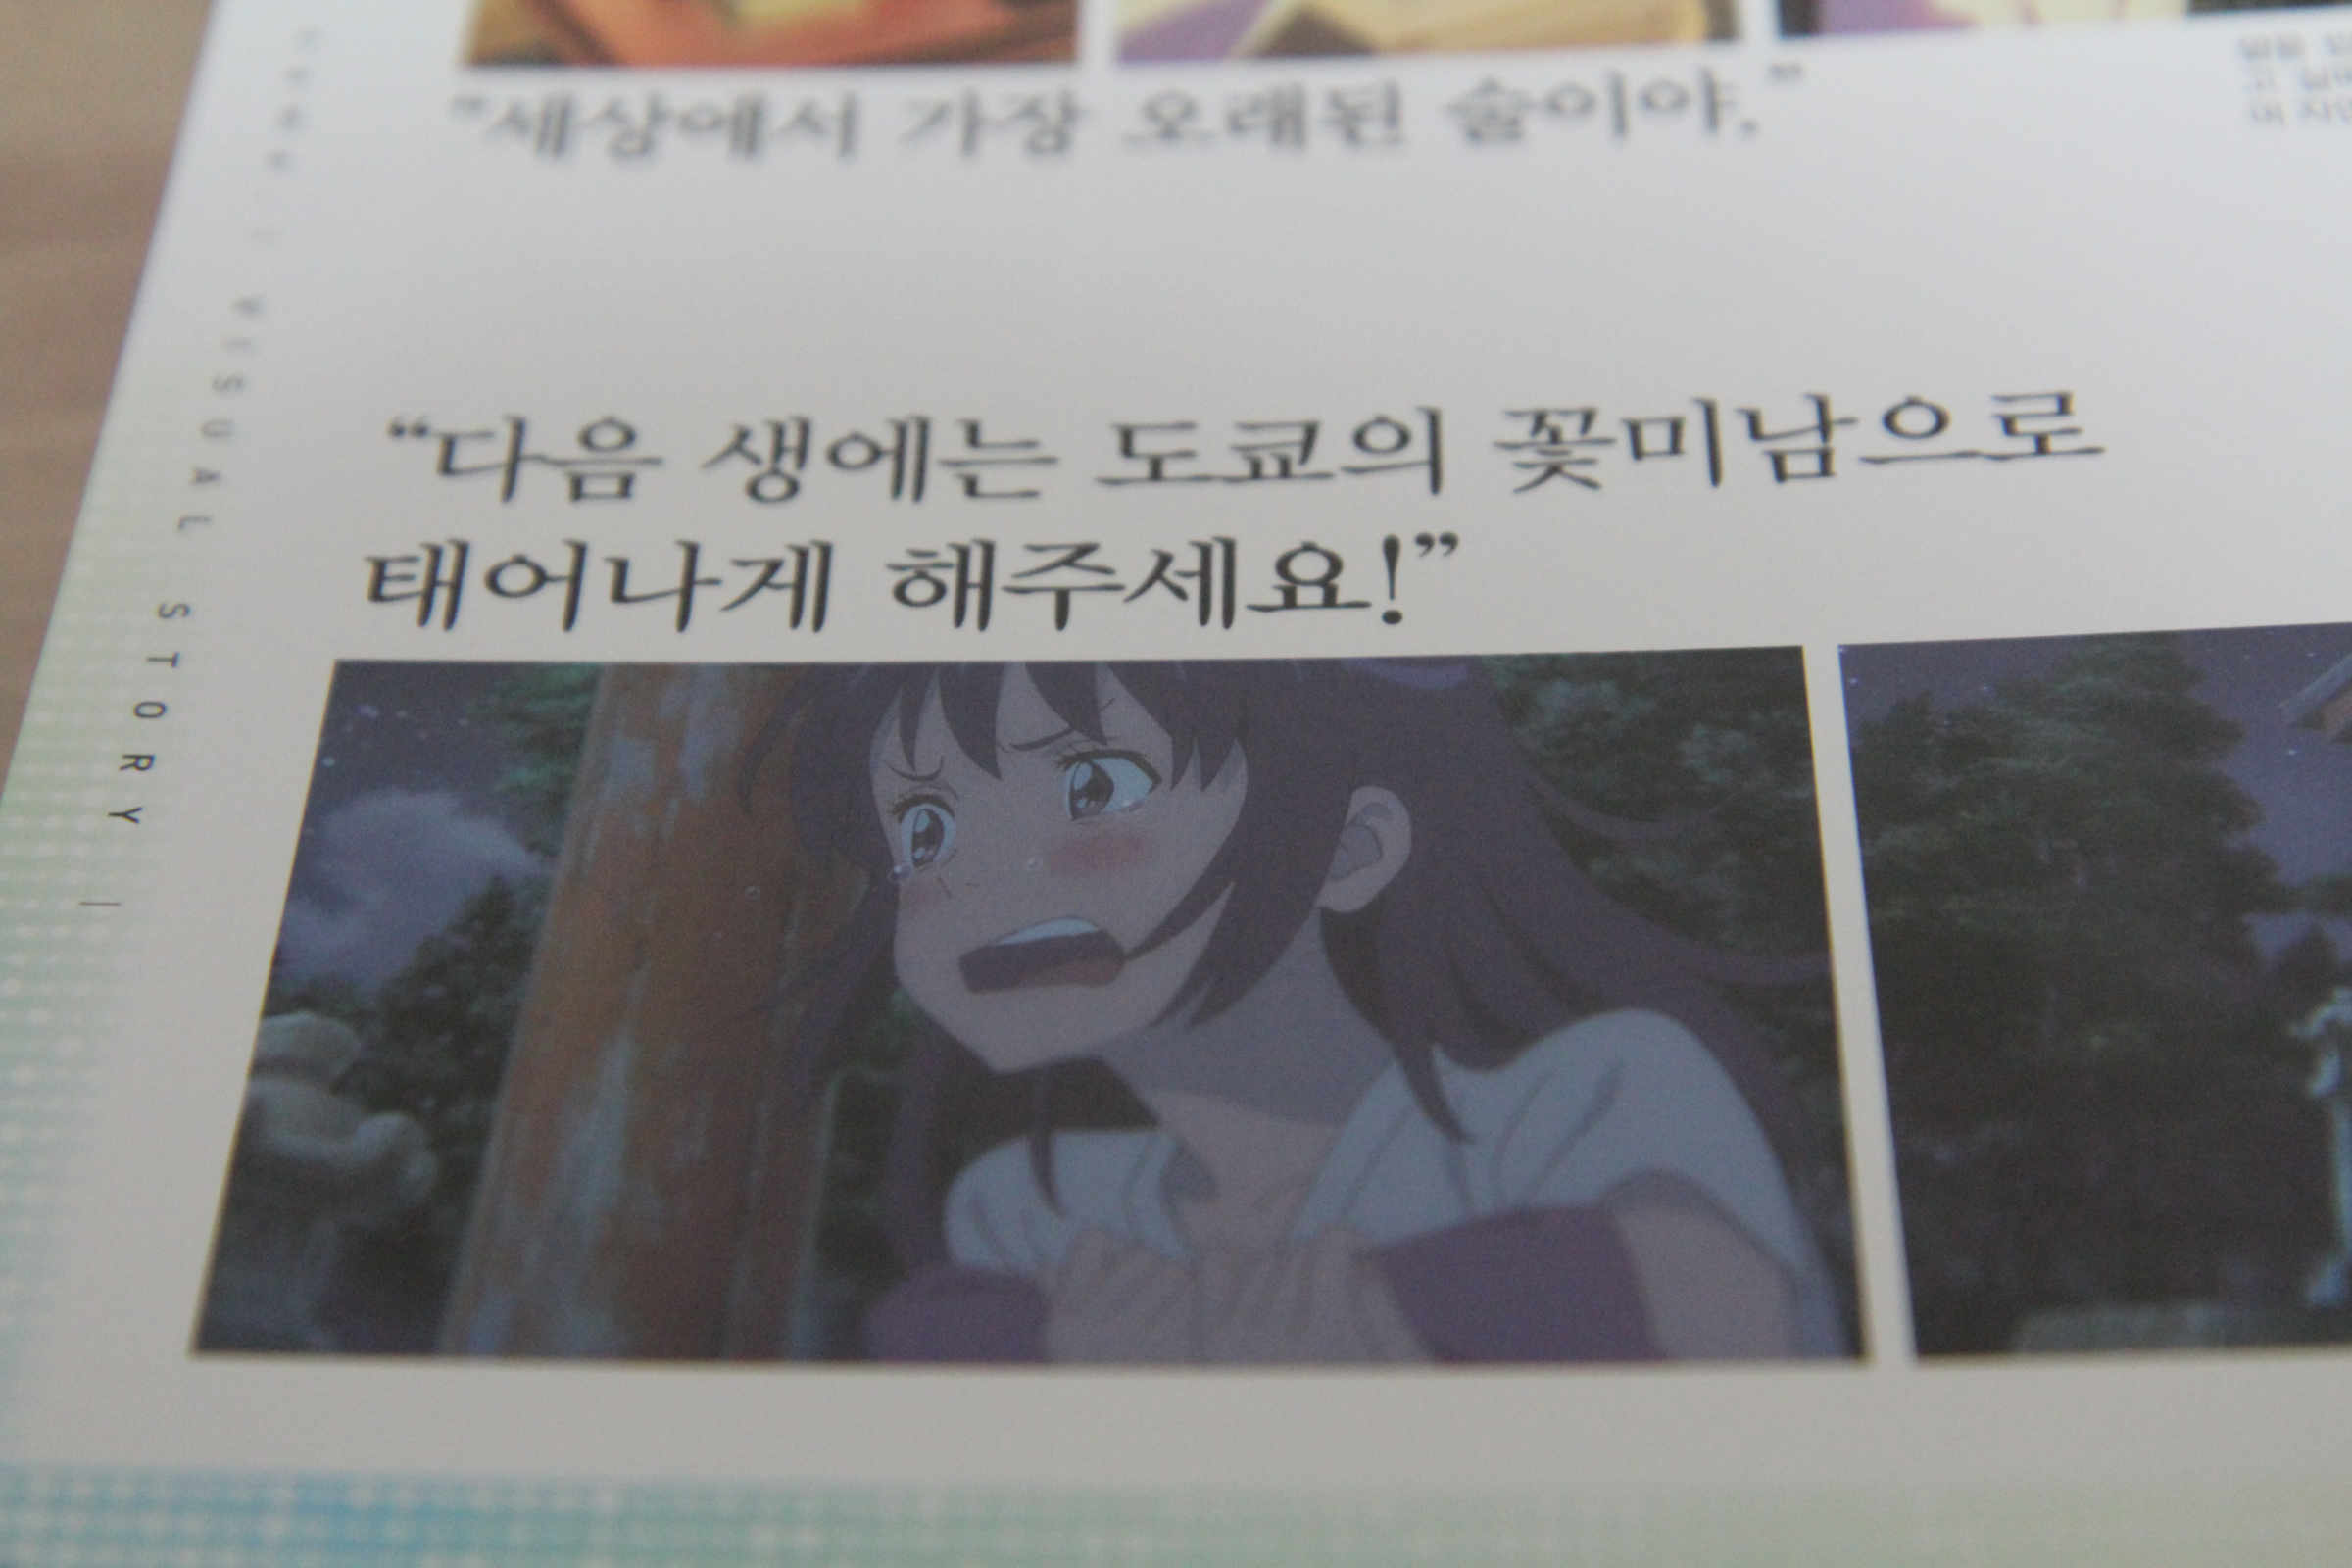 "세상에서 가장 오래된 술이야."
“다음 생에는 도쿄의 꽃미남으로
태어나게 해주세요!”
VISUAL STORY